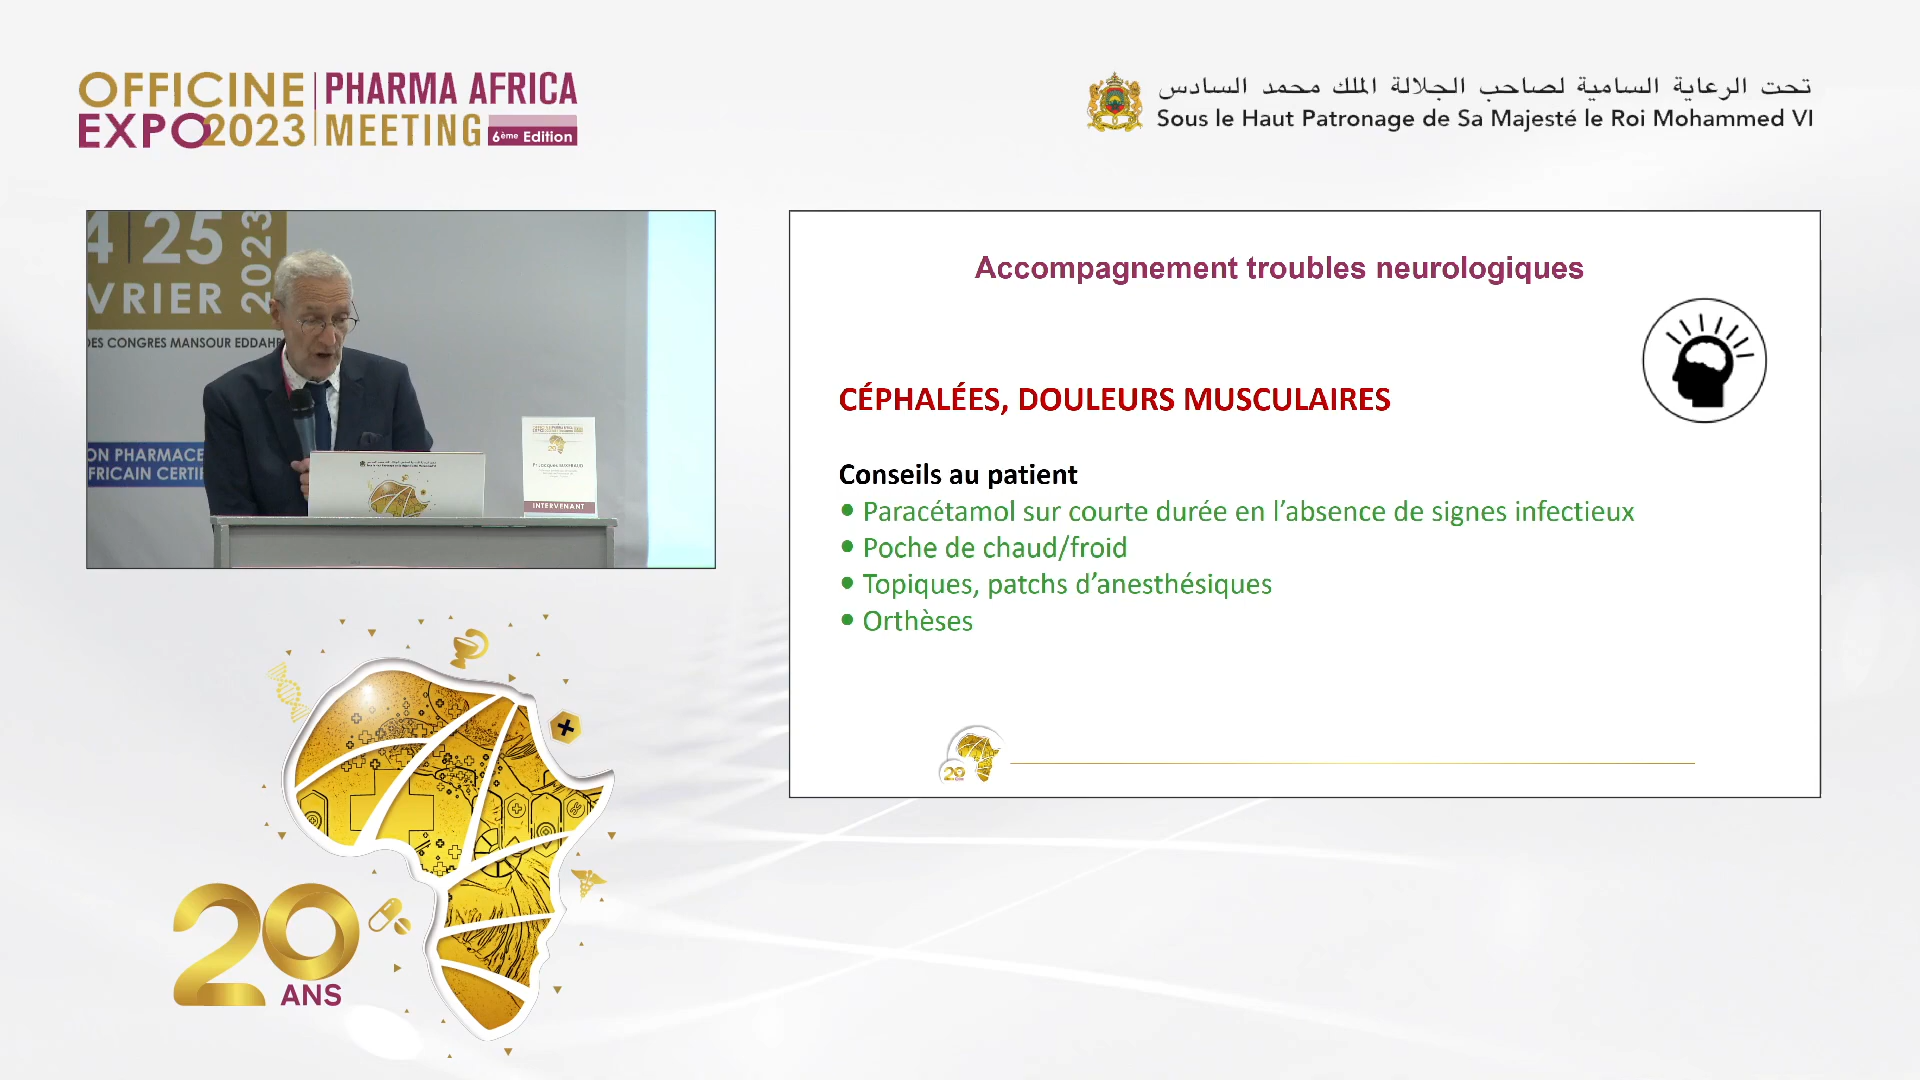 OFFICINE
EXPO2023
PHARMA AFRICA
MEETING
6ème Edition
تحت الرعاية السامية لصاحب الجلالة الملك محمد السادس
Sous le Haut Patronage de Sa Majesté le Roi Mohammed VI
4|25
VRIER
2023
DES CONGRES MANSOUR EDDAH
ON PHARMACE
FRICAIN CERTI
INTERVENANT
Accompagnement troubles neurologiques
CÉPHALÉES, DOULEURS MUSCULAIRES
Conseils au patient
• Paracétamol sur courte durée en l’absence de signes infectieux
• Poche de chaud/froid
• Topiques, patchs d’anesthésiques
• Orthèses
20
20
ANS